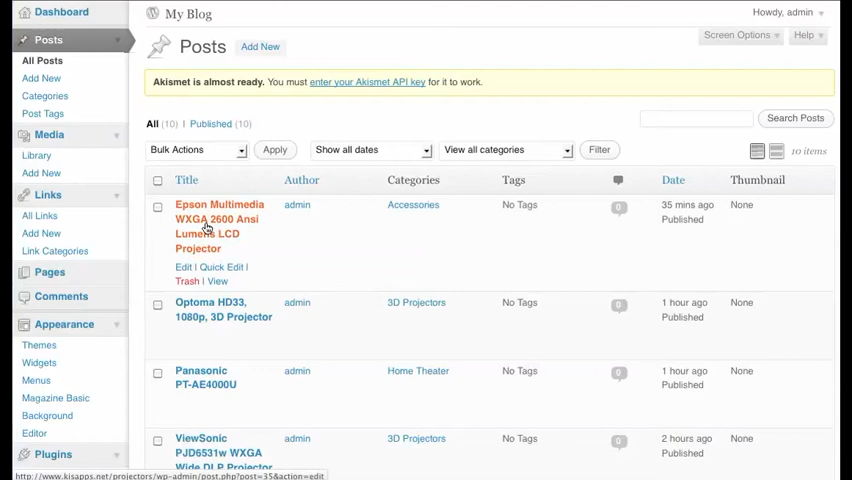 Dashboard
My Blog
Howdy, admin
Posts
Posts
Add New
Screen Options
Help
All Posts
Add New
Categories
Post Tags
Akismet is almost ready. You must enter your Akismet API key for it to work.
All (10) | Published (10)
Search Posts
Media
Library
Add New
Bulk Actions
Apply
Show all dates
View all categories
Filter
10 items
Title
Author
Categories
Tags
Date
Thumbnail
Links
All Links
Add New
Link Categories
Epson Multimedia
WXGA 2600 Ansi
Lumens LCD
Projector
admin
Accessories
No Tags
0
35 mins ago
Published
None
Edit | Quick Edit |
Trash | View
Pages
Comments
Optoma HD33,
1080p, 3D Projector
admin
3D Projectors
No Tags
0
1 hour ago
Published
None
Appearance
Themes
Widgets
Menus
Magazine Basic
Background
Editor
Panasonic
PT-AE4000U
admin
Home Theater
No Tags
0
1 hour ago
Published
None
ViewSonic
PJD6531w WXGA
Wide DLP Projector
admin
3D Projectors
No Tags
0
2 hours ago
Published
None
Plugins
http://www.kisapps.net/projectors/wp-admin/post.php?post=35&action=edit